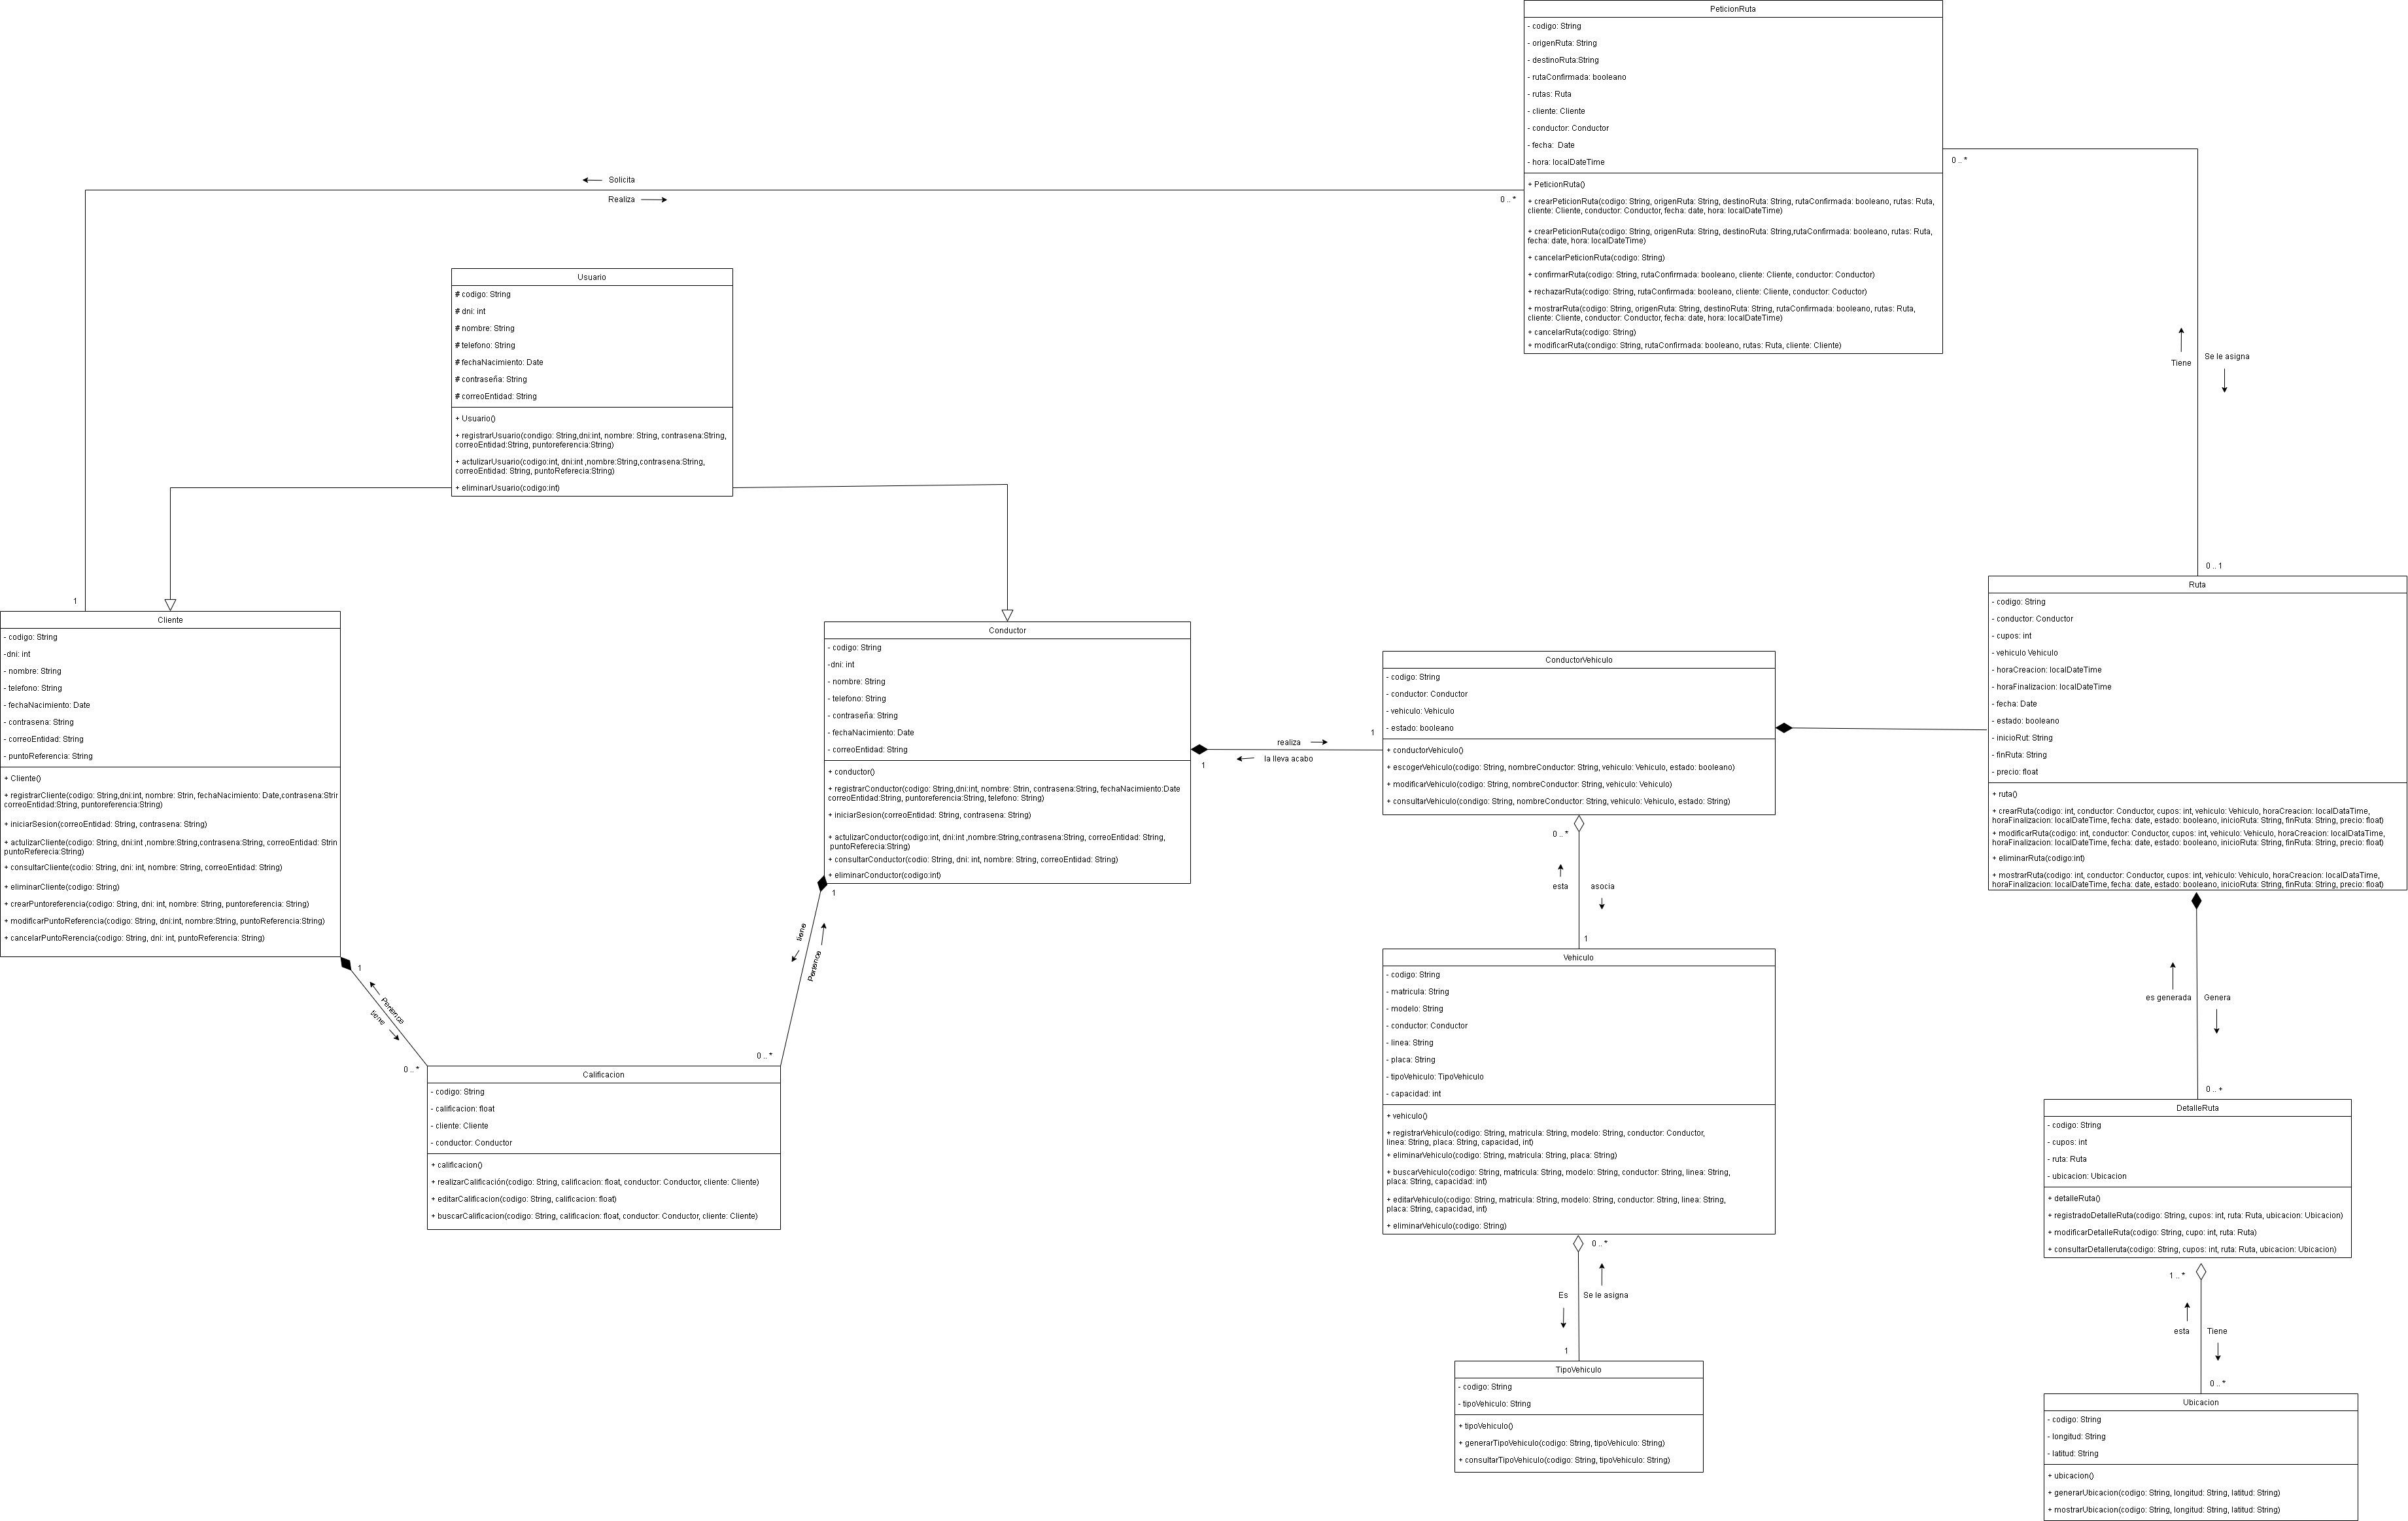 PeticionRuta
- codigo: String
- origenRuta: String
- destinoRuta:String
- rutaConfirmada: booleano
- rutas: Ruta
- cliente: Cliente
- conductor: Conductor
- fecha:  Date
- hora: localDateTime
+ PeticionRuta()
+ crearPeticionRuta(codigo: String, origenRuta: String, destinoRuta: String, rutaConfirmada: booleano, rutas: Ruta,
cliente: Cliente, conductor: Conductor, fecha: date, hora: localDateTime)
+ crearPeticionRuta(codigo: String, origenRuta: String, destinoRuta: String,rutaConfirmada: booleano, rutas: Ruta,
fecha: date, hora: localDateTime)
+ cancelarPeticionRuta(codigo: String)
+ confirmarRuta(codigo: String, rutaConfirmada: booleano, cliente: Cliente, conductor: Conductor)
+ rechazarRuta(codigo: String, rutaConfirmada: booleano, cliente: Cliente, conductor: Coductor)
+ mostrarRuta(codigo: String, origenRuta: String, destinoRuta: String, rutaConfirmada: booleano, rutas: Ruta,
cliente: Cliente, conductor: Conductor, fecha: date, hora: localDateTime)
+ cancelarRuta(codigo: String)
+ modificarRuta(condigo: String, rutaConfirmada: booleano, rutas: Ruta, cliente: Cliente)
0 .. *
Solicita
Realiza
0 .. *
1
Tiene
Se le asigna
0 .. 1
Usuario
# codigo: String
# dni: int
# nombre: String
# telefono: String
# fechaNacimiento: Date
# contraseña: String
# correoEntidad: String
+ Usuario()
+ registrarUsuario(condigo: String,dni:int, nombre: String, contrasena:String,
correoEntidad:String, puntoreferencia:String)
+ actulizarUsuario(codigo:int, dni:int ,nombre:String,contrasena:String,
correoEntidad: String, puntoReferecia:String)
+ eliminarUsuario(codigo:int)
Cliente
- codigo: String
-dni: int
- nombre: String
- telefono: String
- fechaNacimiento: Date
- contrasena: String
- correoEntidad: String
- puntoReferencia: String
+ Cliente()
+ registrarCliente(codigo: String,dni:int, nombre: Strin, fechaNacimiento: Date,contrasena:Strir
correoEntidad:String, puntoreferencia:String)
+ iniciarSesion(correoEntidad: String, contrasena: String)
+ actulizarCliente(codigo: String, dni:int ,nombre:String,contrasena:String, correoEntidad: Strin
puntoReferecia:String)
+ consultarCliente(codio: String, dni: int, nombre: String, correoEntidad: String)
+ eliminarCliente(codigo: String)
+ crearPuntoreferencia(codigo: String, dni: int, nombre: String, puntoreferencia: String)
+ modificarPuntoReferencia(codigo: String, dni:int, nombre:String, puntoReferencia:String)
+ cancelarPuntoRerencia(codigo: String, dni: int, puntoReferencia: String)
Conductor
- codigo: String
-dni: int
- nombre: String
- telefono: String
- contraseña: String
- fechaNacimiento: Date
- correoEntidad: String
+ conductor()
+ registrarConductor(codigo: String,dni:int, nombre: Strin, contrasena:String, fechaNacimiento:Date
correoEntidad:String, puntoreferencia:String, telefono: String)
+ iniciarSesion(correoEntidad: String, contrasena: String)
+ actulizarConductor(codigo:int, dni:int ,nombre:String,contrasena:String, correoEntidad: String,
puntoReferecia:String)
+ consultarConductor(codio: String, dni: int, nombre: String, correoEntidad: String)
+ eliminarConductor(codigo:int)
realiza
la lleva acabo
1
1
ConductorVehiculo
- codigo: String
- conductor: Conductor
- vehiculo: Vehiculo
- estado: booleano
+ conductorVehiculo()
+ escogerVehiculo(codigo: String, nombreConductor: String, vehiculo: Vehiculo, estado: booleano)
+ modificarVehiculo(codigo: String, nombreConductor: String, vehiculo: Vehiculo)
+ consultarVehiculo(condigo: String, nombreConductor: String, vehiculo: Vehiculo, estado: String)
Ruta
- codigo: String
- conductor: Conductor
- cupos: int
- vehiculo Vehiculo
- horaCreacion: localDateTime
- horaFinalizacion: localDateTime
- fecha: Date
- estado: booleano
- inicioRut: String
- finRuta: String
- precio: float
+ ruta()
+ crearRuta(codigo: int, conductor: Conductor, cupos: int, vehiculo: Vehiculo, horaCreacion: localDataTime,
horaFinalizacion: localDateTime, fecha: date, estado: booleano, inicioRuta: String, finRuta: String, precio: float)
+ modificarRuta(codigo: int, conductor: Conductor, cupos: int, vehiculo: Vehiculo, horaCreacion: localDataTime,
horaFinalizacion: localDateTime, fecha: date, estado: booleano, inicioRuta: String, finRuta: String, precio: float)
+ eliminarRuta(codigo:int)
+ mostrarRuta(codigo: int, conductor: Conductor, cupos: int, vehiculo: Vehiculo, horaCreacion: localDataTime,
horaFinalizacion: localDateTime, fecha: date, estado: booleano, inicioRuta: String, finRuta: String, precio: float)
0 .. *
esta
asocia
1
1
tiene
Pertence
0 .. *
1
Pertence
tiene
0 .. *
Calificacion
- codigo: String
- calificacion: float
- cliente: Cliente
- conductor: Conductor
+ calificacion()
+ realizarCalificación(codigo: String, calificacion: float, conductor: Conductor, cliente: Cliente)
+ editarCalificacion(codigo: String, calificacion: float)
+ buscarCalificacion(codigo: String, calificacion: float, conductor: Conductor, cliente: Cliente)
Vehiculo
- codigo: String
- matricula: String
- modelo: String
- conductor: Conductor
- linea: String
- placa: String
- tipoVehiculo: TipoVehiculo
- capacidad: int
+ vehiculo()
+ registrarVehiculo(codigo: String, matricula: String, modelo: String, conductor: Conductor,
linea: String, placa: String, capacidad, int)
+ eliminarVehiculo(codigo: String, matricula: String, placa: String)
+ buscarVehiculo(codigo: String, matricula: String, modelo: String, conductor: String, linea: String,
placa: String, capacidad: int)
+ editarVehiculo(codigo: String, matricula: String, modelo: String, conductor: String, linea: String,
placa: String, capacidad, int)
+ eliminarVehiculo(codigo: String)
0 .. *
Es
Se le asigna
1
TipoVehiculo
- codigo: String
- tipoVehiculo: String
+ tipoVehiculo()
+ generarTipoVehiculo(codigo: String, tipoVehiculo: String)
+ consultarTipoVehiculo(codigo: String, tipoVehiculo: String)
es generada
Genera
0 .. +
DetalleRuta
- codigo: String
- cupos: int
- ruta: Ruta
- ubicacion: Ubicacion
+ detalleRuta()
+ registradoDetalleRuta(codigo: String, cupos: int, ruta: Ruta, ubicacion: Ubicacion)
+ modificarDetalleRuta(codigo: String, cupo: int, ruta: Ruta)
+ consultarDetalleruta(codigo: String, cupos: int, ruta: Ruta, ubicacion: Ubicacion)
1 .. *
esta
Tiene
0 .. *
Ubicacion
- codigo: String
- longitud: String
- latitud: String
+ ubicacion()
+ generarUbicacion(codigo: String, longitud: String, latitud: String)
+ mostrarUbicacion(codigo: String, longitud: String, latitud: String)